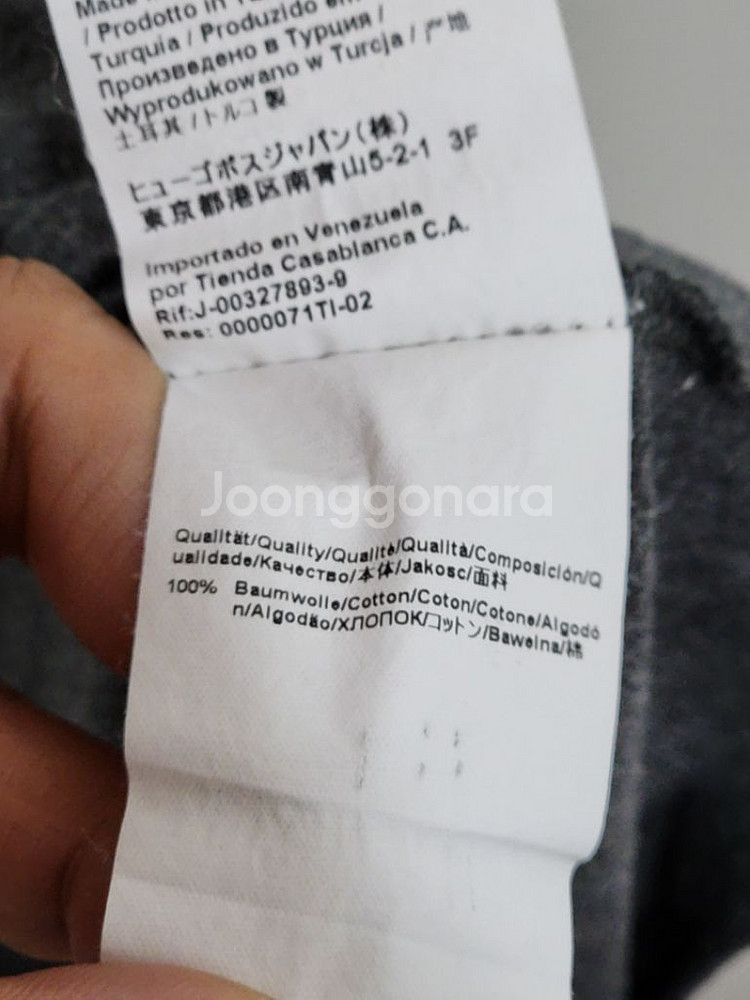 Made
/ Prodotto in
Turquia / Produzido em
Произведено в Турции /
Wyprodukowano w Turcja / 产地
土耳其 / トルコ 製
ヒューゴボスジャパン(株)
東京都港区南青山5-2-1 3F
Importado en Venezuela
por Tienda Casablanca C.A.
Rif:J-00327893-9
Res: 0000071TI-02
Joonggonara
Qualität/Quality/Qualité/Qualità/Composición/Q
ualidade/Качество/本体/Jakosc/面料
100% Baumwolle/Cotton/Coton/Cotone/Algodó
n/Algodão/ХЛОПОК/コットン/Bawelna/棉